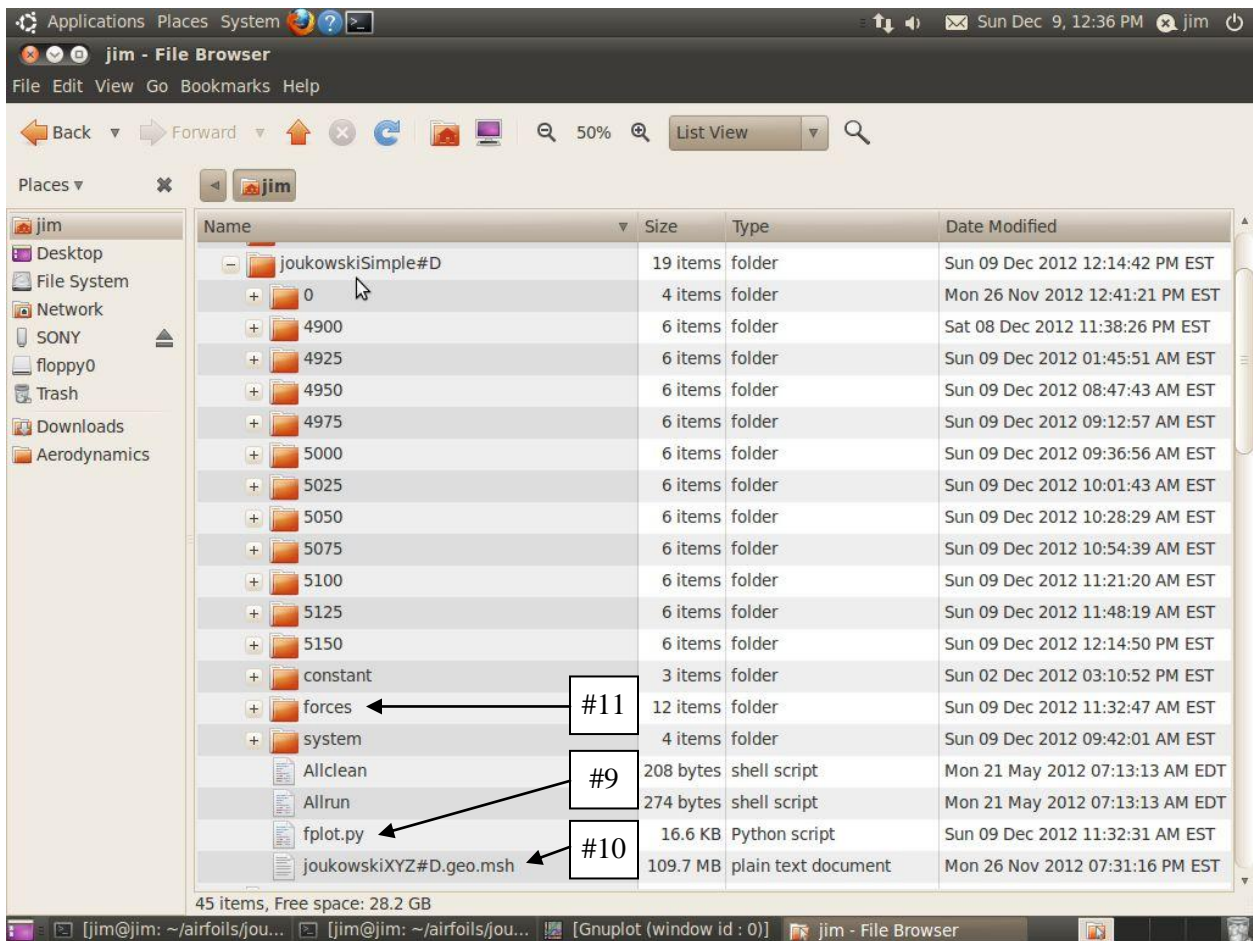 Applications Places System Sun Dec 9, 12:36 PM jim
jim - File Browser
File Edit View Go Bookmarks Help
Back Forward 50% List View
Places jim
jim
Desktop
File System
Network
SONY
floppy0
Trash
Downloads
Aerodynamics
Name Size Type Date Modified
joukowskiSimple#D 19 items folder Sun 09 Dec 2012 12:14:42 PM EST
0 4 items folder Mon 26 Nov 2012 12:41:21 PM EST
4900 6 items folder Sat 08 Dec 2012 11:38:26 PM EST
4925 6 items folder Sun 09 Dec 2012 01:45:51 AM EST
4950 6 items folder Sun 09 Dec 2012 08:47:43 AM EST
4975 6 items folder Sun 09 Dec 2012 09:12:57 AM EST
5000 6 items folder Sun 09 Dec 2012 09:36:56 AM EST
5025 6 items folder Sun 09 Dec 2012 10:01:43 AM EST
5050 6 items folder Sun 09 Dec 2012 10:28:29 AM EST
5075 6 items folder Sun 09 Dec 2012 10:54:39 AM EST
5100 6 items folder Sun 09 Dec 2012 11:21:20 AM EST
5125 6 items folder Sun 09 Dec 2012 11:48:19 AM EST
5150 6 items folder Sun 09 Dec 2012 12:14:50 PM EST
constant 3 items folder Sun 02 Dec 2012 03:10:52 PM EST
forces #11 12 items folder Sun 09 Dec 2012 11:32:47 AM EST
system 4 items folder Sun 09 Dec 2012 09:42:01 AM EST
Allclean #9 208 bytes shell script Mon 21 May 2012 07:13:13 AM EDT
Allrun 274 bytes shell script Mon 21 May 2012 07:13:13 AM EDT
fplot.py #10 16.6 KB Python script Sun 09 Dec 2012 11:32:31 AM EST
joukowskiXYZ#D.geo.msh 109.7 MB plain text document Mon 26 Nov 2012 07:31:16 PM EST
45 items, Free space: 28.2 GB
[jim@jim: ~/airfoils/jou... [jim@jim: ~/airfoils/jou... [Gnuplot (window id : 0)] jim - File Browser